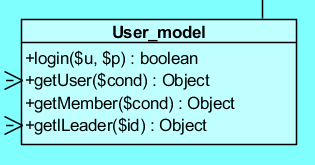 User_model
+login($u, $p) : boolean
+getUser($cond) : Object
+getMember($cond) : Object
+getILeader($id) : Object